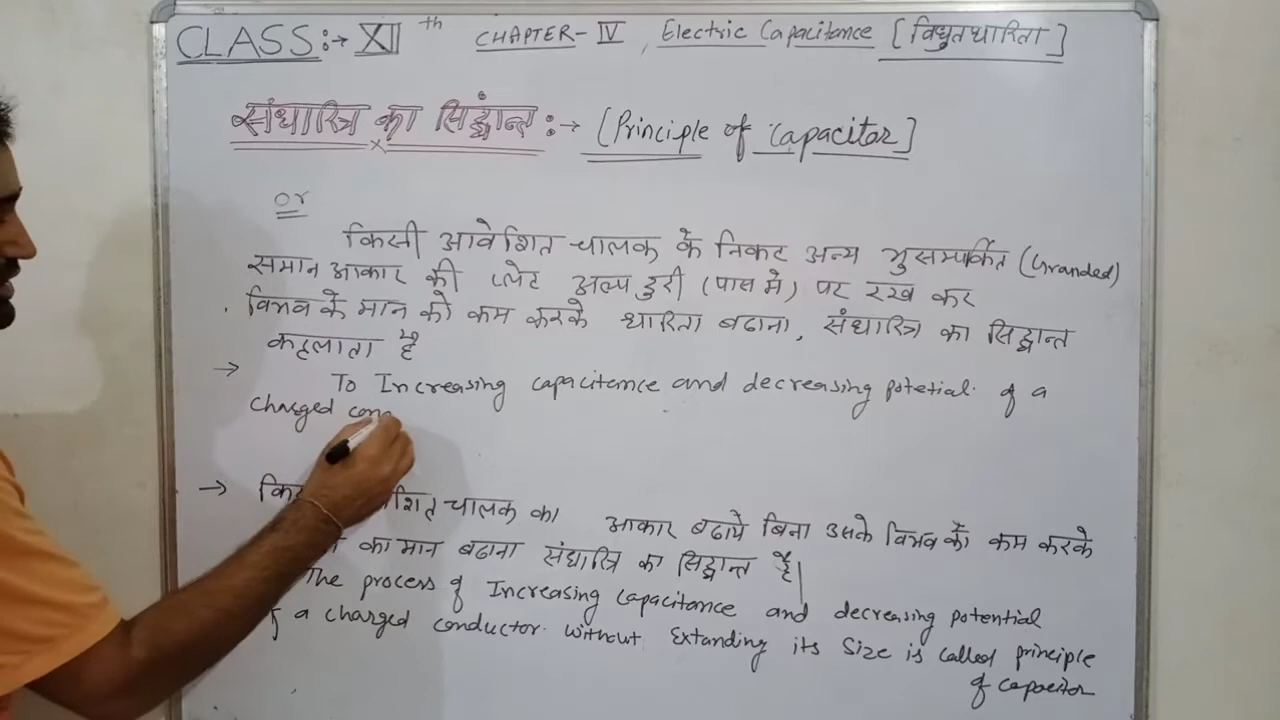 CLASS:→ XII th CHAPTER-IV, Electric Capacitance [विधुतधारिता]
संधारित्र का सिद्धांन्त:→ [Principle of Capacitor]
or
किसी आवेशित चालक के निकट अन्य भुसम्पर्कित (Granded)
समान आकार की प्लेट अल्प दुरी (पास मे) पर रख कर
विभव के मान को कम करके धारिता बढाना, संधारित्र का सिद्धान्त
कहलाता है
→ To Increasing capacitance and decreasing potetial of a
charged con
→ चालक का आकार बढाये बिना उसके विभव को कम करके
का मान बढाना संधारित्र का सिद्धान्त है|
The process of Increasing Capacitance and decreasing potential
of a charged conductor without Extanding its size is called principle
of capacitor